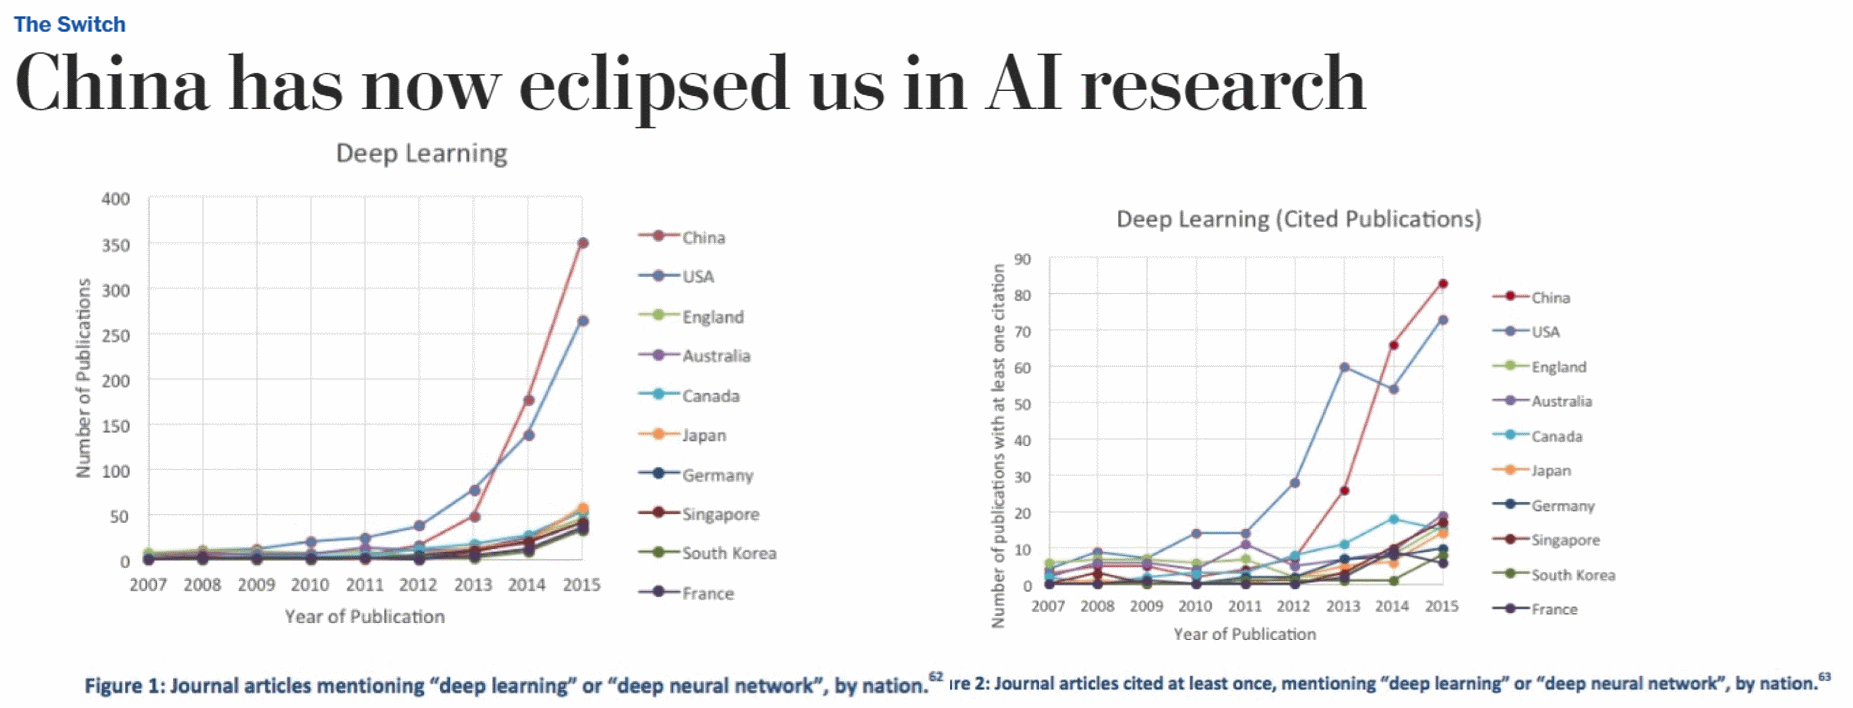 The Switch
China has now eclipsed us in AI research
Deep Learning
Number of Publications
400
350
300
250
200
150
100
50
0
2007 2008 2009 2010 2011 2012 2013 2014 2015
Year of Publication
China
USA
England
Australia
Canada
Japan
Germany
Singapore
South Korea
France
Figure 1: Journal articles mentioning “deep learning” or “deep neural network”, by nation.62
Deep Learning (Cited Publications)
Number of publications with at least one citation
90
80
70
60
50
40
30
20
10
0
2007 2008 2009 2010 2011 2012 2013 2014 2015
Year of Publication
China
USA
England
Australia
Canada
Japan
Germany
Singapore
South Korea
France
re 2: Journal articles cited at least once, mentioning “deep learning” or “deep neural network”, by nation.63